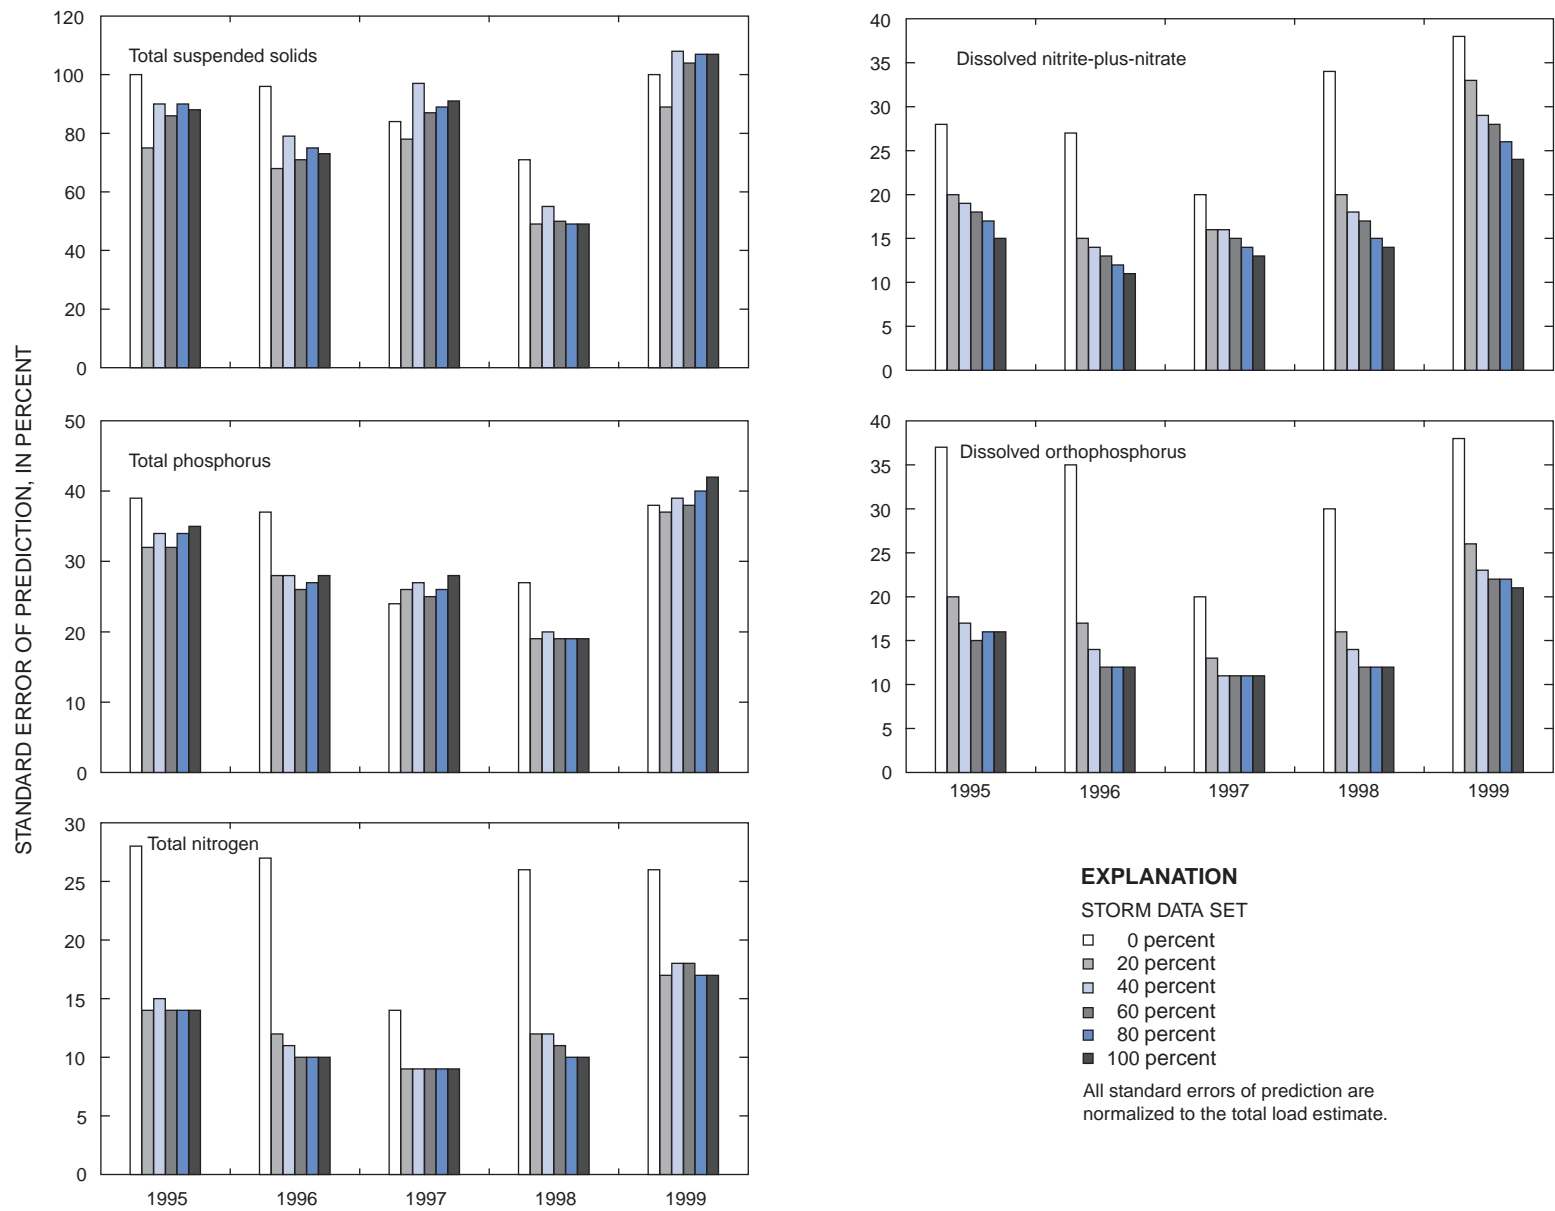 STANDARD ERROR OF PREDICTION, IN PERCENT
Total suspended solids
120
100
80
60
40
20
0
Dissolved nitrite-plus-nitrate
40
35
30
25
20
15
10
5
0
Total phosphorus
50
40
30
20
10
0
Dissolved orthophosphorus
40
35
30
25
20
15
10
5
0
1995 1996 1997 1998 1999
Total nitrogen
30
25
20
15
10
5
0
1995 1996 1997 1998 1999
EXPLANATION
STORM DATA SET
0 percent
20 percent
40 percent
60 percent
80 percent
100 percent
All standard errors of prediction are
normalized to the total load estimate.